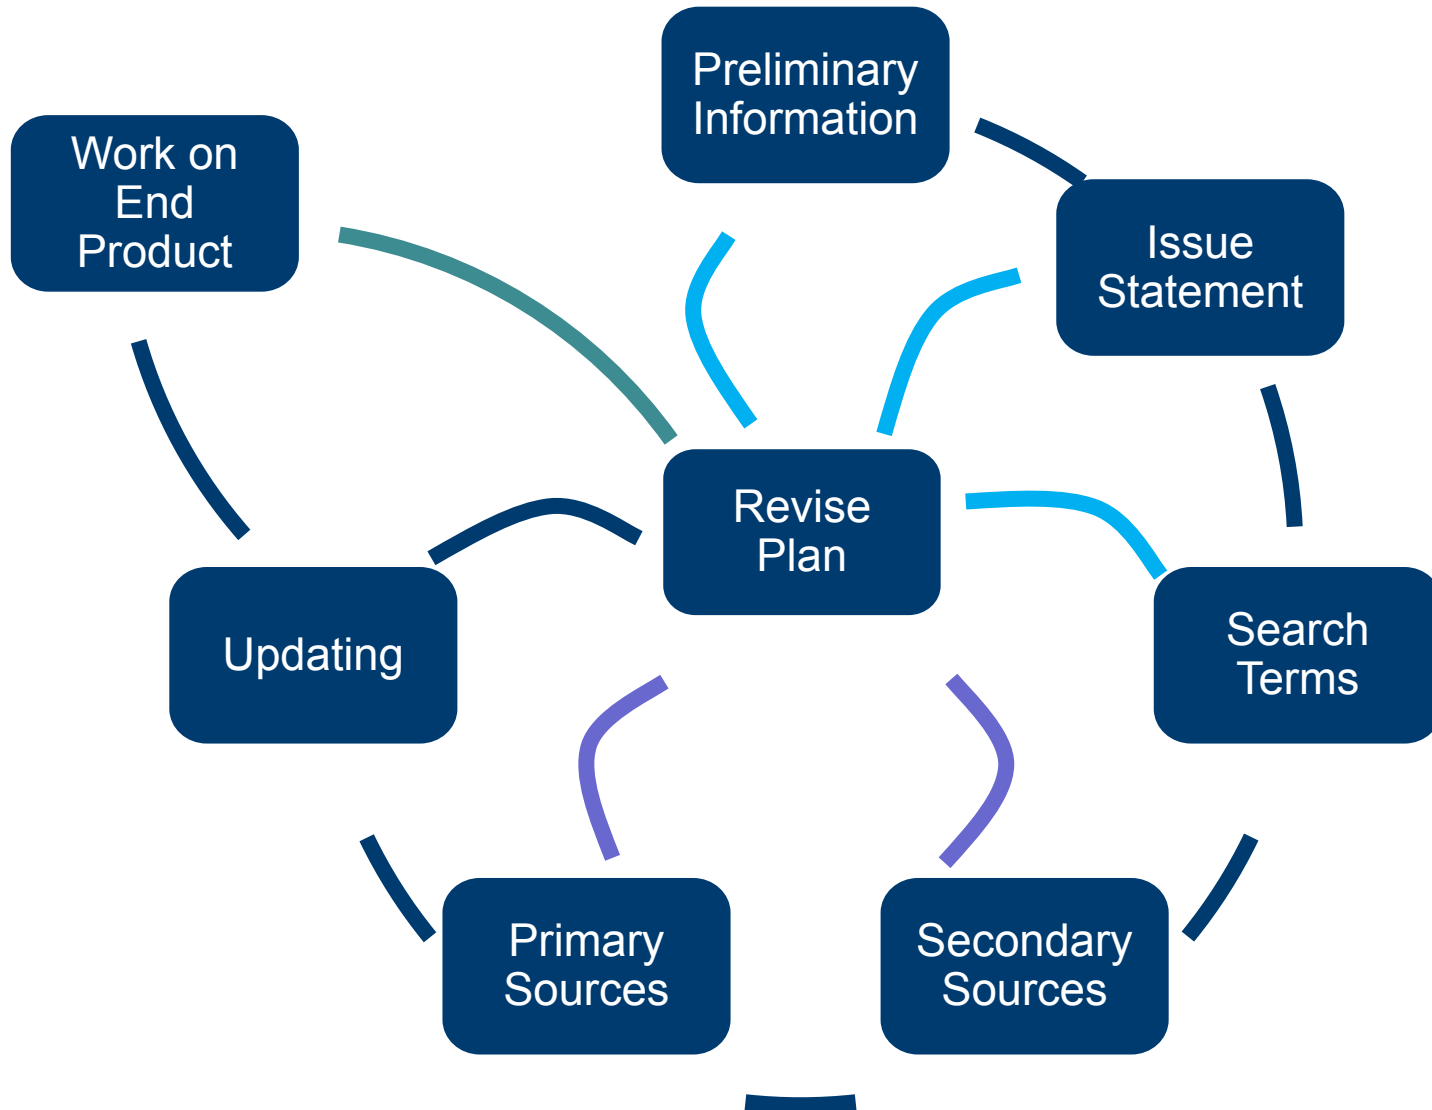 Preliminary
Information
Work on
End
Product
Issue
Statement
Revise
Plan
Updating
Search
Terms
Primary
Sources
Secondary
Sources